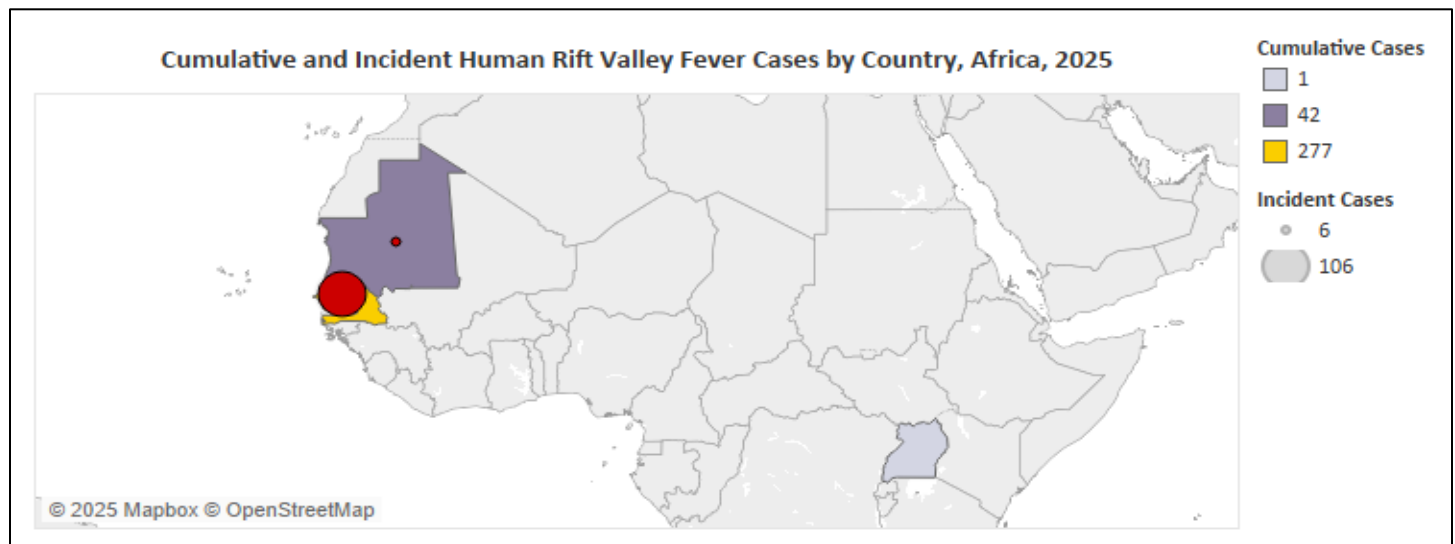 Cumulative and Incident Human Rift Valley Fever Cases by Country, Africa, 2025
Cumulative Cases
1
42
277
Incident Cases
6
106
© 2025 Mapbox © OpenStreetMap